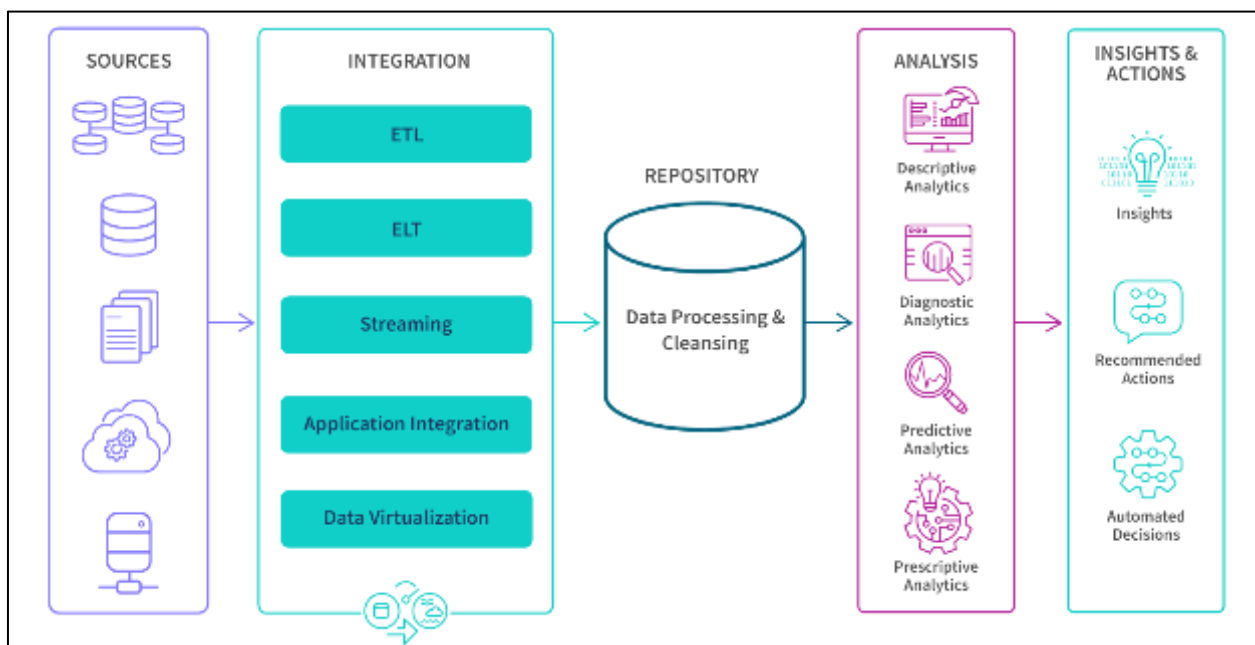 SOURCES
INTEGRATION
ETL
ELT
Streaming
Application Integration
Data Virtualization
REPOSITORY
Data Processing &
Cleansing
ANALYSIS
Descriptive
Analytics
Diagnostic
Analytics
Predictive
Analytics
Prescriptive
Analytics
INSIGHTS &
ACTIONS
Insights
Recommended
Actions
Automated
Decisions